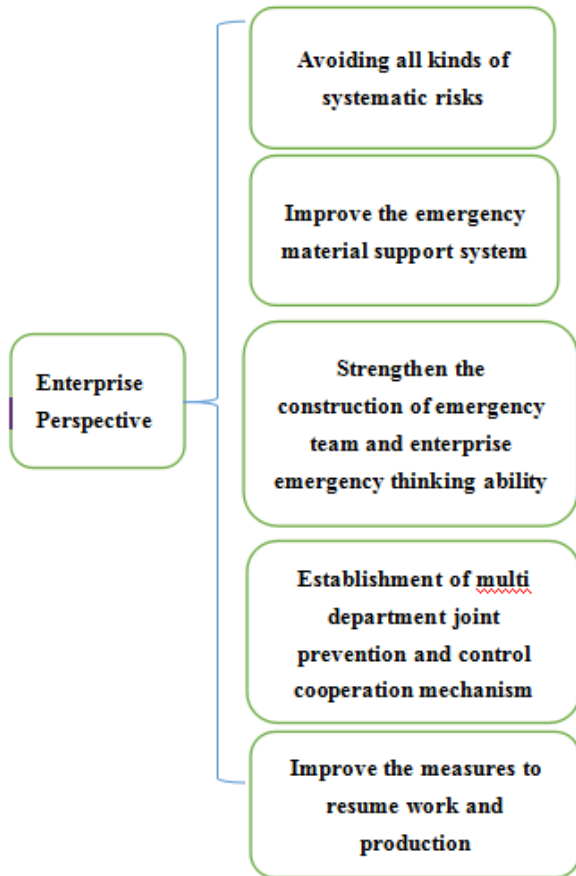 Avoiding all kinds of
systematic risks
Improve the emergency
material support system
Enterprise
Perspective
Strengthen the
construction of emergency
team and enterprise
emergency thinking ability
Establishment of multi
department joint
prevention and control
cooperation mechanism
Improve the measures to
resume work and
production